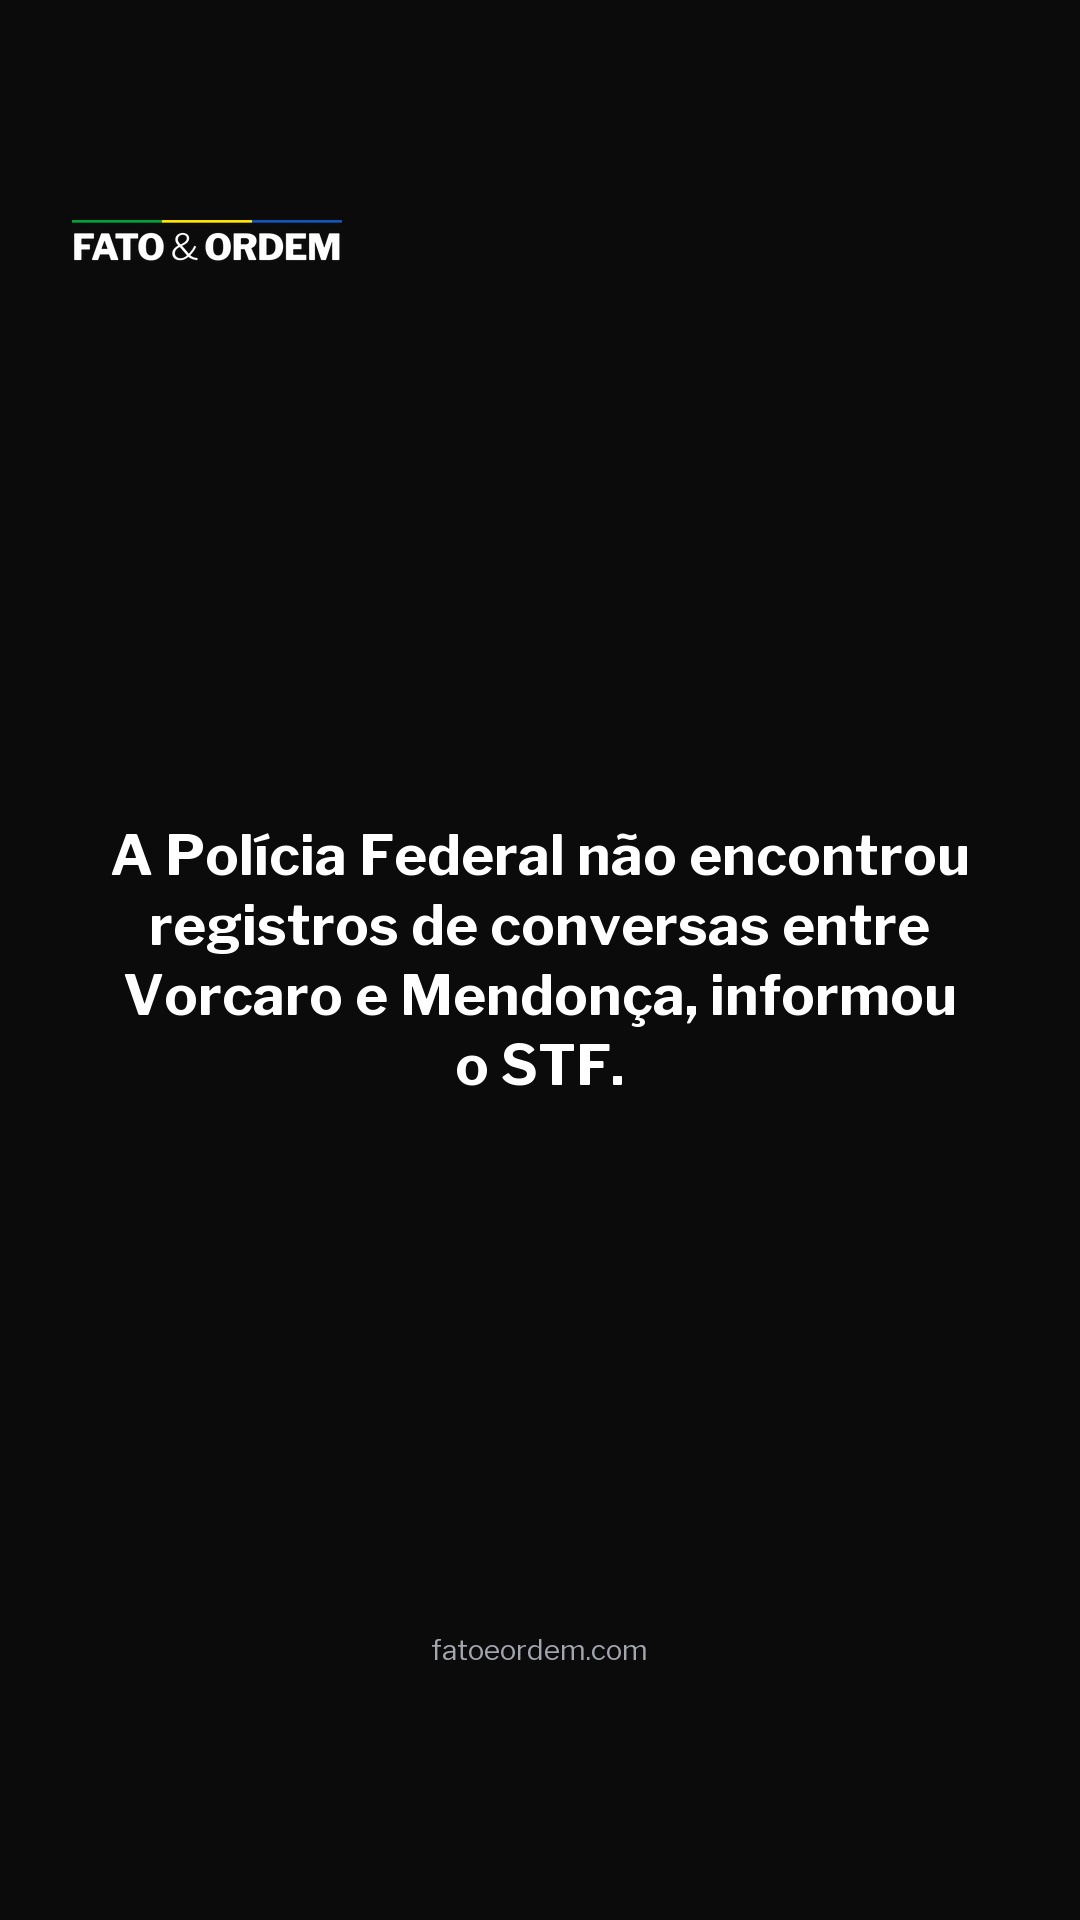 FATO & ORDEM
A Polícia Federal não encontrou
registros de conversas entre
Vorcaro e Mendonça, informou
o STF.
fatoeordem.com